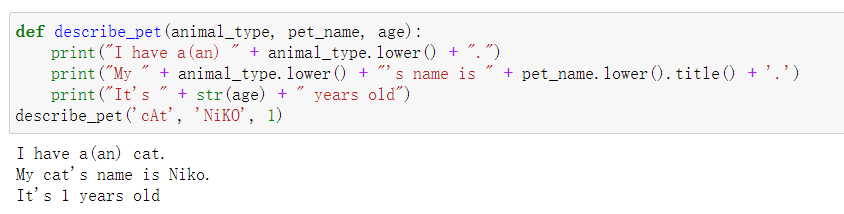 def describe_pet(animal_type, pet_name, age):
    print("I have a(an) " + animal_type.lower() + ".")
    print("My " + animal_type.lower() + "'s name is " + pet_name.lower().title() + '.')
    print("It's " + str(age) + " years old")
describe_pet('cAt', 'NiKO', 1)
I have a(an) cat.
My cat's name is Niko.
It's 1 years old